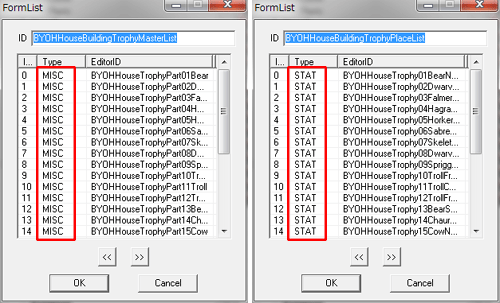 FormList
ID BYOHHouseBuildingTrophyMasterList
I... Type EditorID
0 MISC BYOHHouseTrophyPart01Bear
1 MISC BYOHHouseTrophyPart02D...
2 MISC BYOHHouseTrophyPart03Fa...
3 MISC BYOHHouseTrophyPart04H...
4 MISC BYOHHouseTrophyPart05H...
5 MISC BYOHHouseTrophyPart06Sa...
6 MISC BYOHHouseTrophyPart07Sk...
7 MISC BYOHHouseTrophyPart08D...
8 MISC BYOHHouseTrophyPart09Sp...
9 MISC BYOHHouseTrophyPart10Tr...
10 MISC BYOHHouseTrophyPart11Troll
11 MISC BYOHHouseTrophyPart12Tr...
12 MISC BYOHHouseTrophyPart13Be...
13 MISC BYOHHouseTrophyPart14Ch...
14 MISC BYOHHouseTrophyPart15Cow
<< >>
OK Cancel
FormList
ID BYOHHouseBuildingTrophyPlaceList
I... Type EditorID
0 STAT BYOHHouseTrophy01BearN...
1 STAT BYOHHouseTrophy02Dwarv...
2 STAT BYOHHouseTrophy03Falmer...
3 STAT BYOHHouseTrophy04Hagra...
4 STAT BYOHHouseTrophy05Horker...
5 STAT BYOHHouseTrophy06Sabre...
6 STAT BYOHHouseTrophy07Skelet...
7 STAT BYOHHouseTrophy08Dwarv...
8 STAT BYOHHouseTrophy09Sprigg...
9 STAT BYOHHouseTrophy10TrollFr...
10 STAT BYOHHouseTrophy11TrollC...
11 STAT BYOHHouseTrophy12TrollFr...
12 STAT BYOHHouseTrophy13BearS...
13 STAT BYOHHouseTrophy14Chaur...
14 STAT BYOHHouseTrophy15CowN...
<< >>
OK Cancel